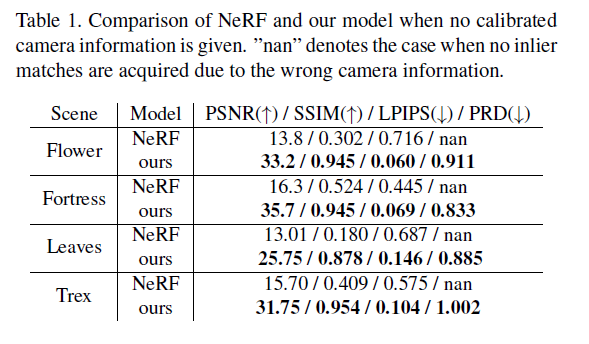 Table 1. Comparison of NeRF and our model when no calibrated
camera information is given. ”nan” denotes the case when no inlier
matches are acquired due to the wrong camera information.
Scene Model PSNR(↑) / SSIM(↑) / LPIPS(↓) / PRD(↓)
Flower NeRF 13.8 / 0.302 / 0.716 / nan
ours 33.2 / 0.945 / 0.060 / 0.911
Fortress NeRF 16.3 / 0.524 / 0.445 / nan
ours 35.7 / 0.945 / 0.069 / 0.833
Leaves NeRF 13.01 / 0.180 / 0.687 / nan
ours 25.75 / 0.878 / 0.146 / 0.885
Trex NeRF 15.70 / 0.409 / 0.575 / nan
ours 31.75 / 0.954 / 0.104 / 1.002